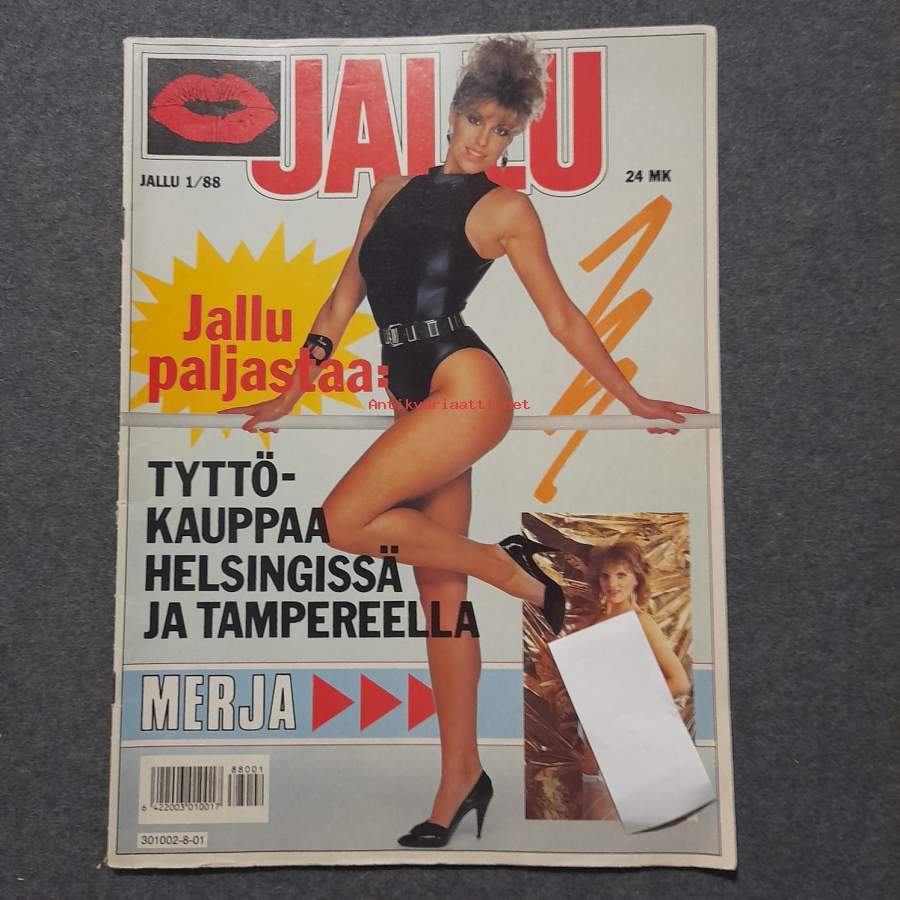 JALLU
JALLU 1/88
24 MK
Jallu
paljastaa:
Antikvariaatti.net
TYTTÖ-
KAUPPAA
HELSINGISSÄ
JA TAMPEREELLA
MERJA
88001
6 422003 010017
301002-8-01